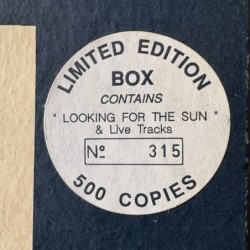 LIMITED EDITION
BOX
CONTAINS
" LOOKING FOR THE SUN "
& Live Tracks
Nº 315
500 COPIES